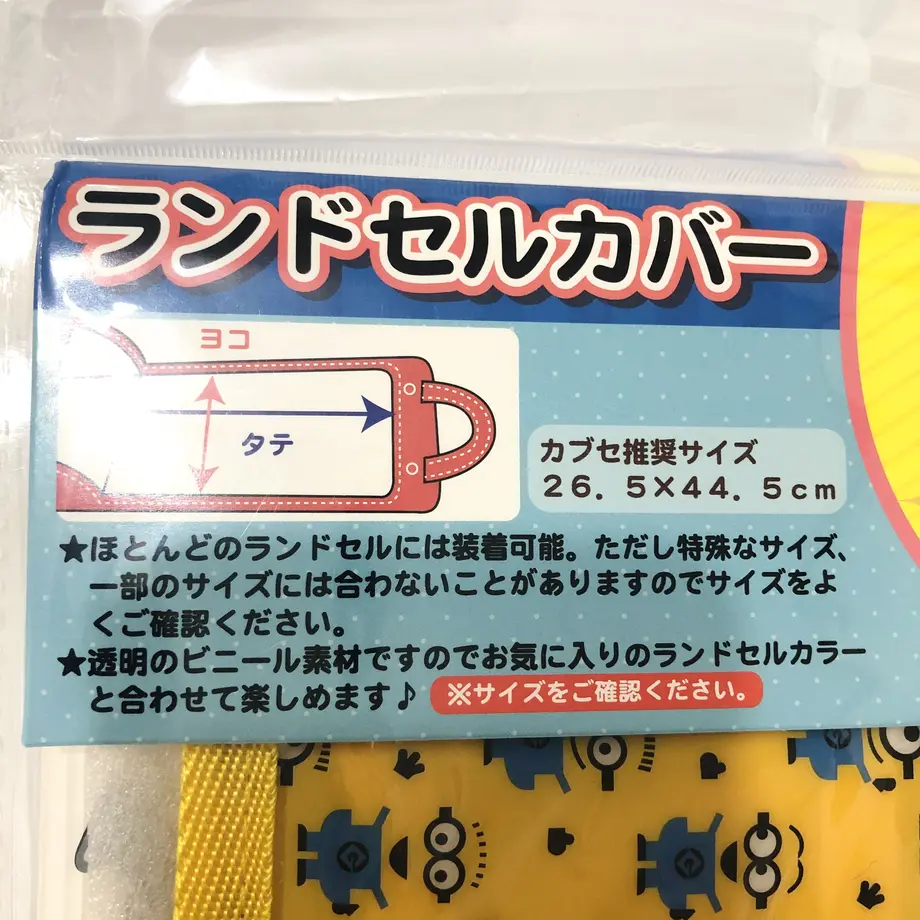 ランドセルカバー
ヨコ
タテ
カブセ推奨サイズ
26.5×44.5cm
★ほとんどのランドセルには装着可能。ただし特殊なサイズ、
一部のサイズには合わないことがありますのでサイズをよ
くご確認ください。
★透明のビニール素材ですのでお気に入りのランドセルカラー
と合わせて楽しめます♪
※サイズをご確認ください。